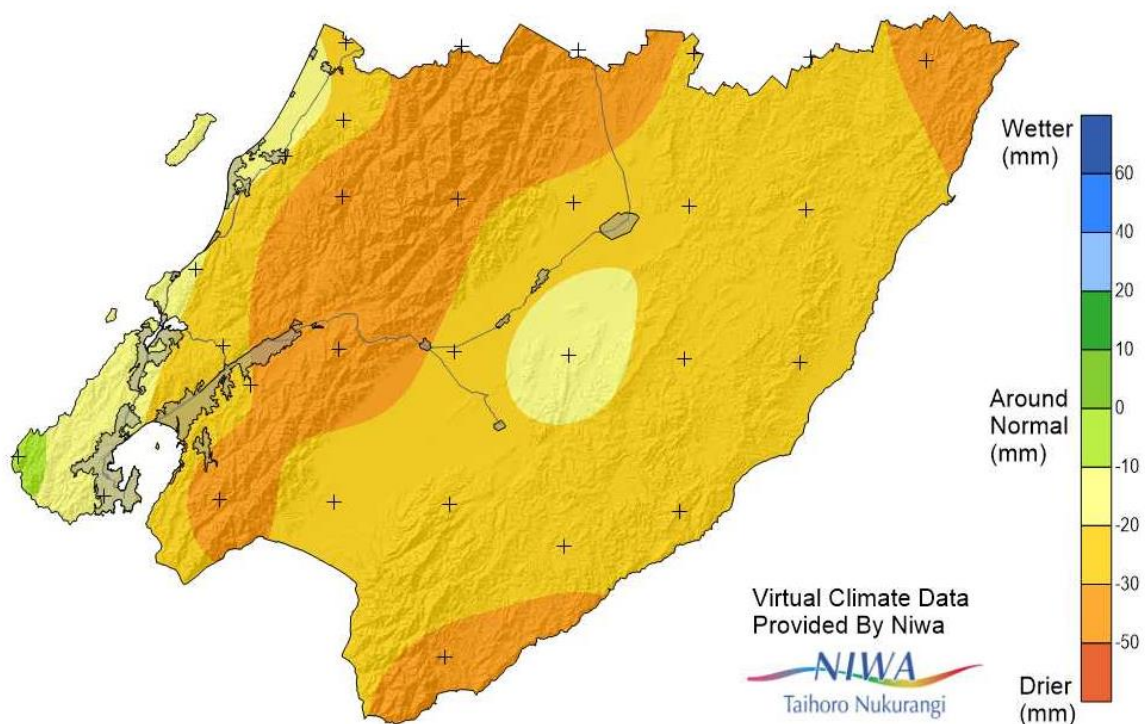 Wetter
(mm)
60
40
20
10
Around
Normal
(mm)
0
-10
-20
-30
-50
Drier
(mm)
Virtual Climate Data
Provided By Niwa
NIWA
Taihoro Nukurangi